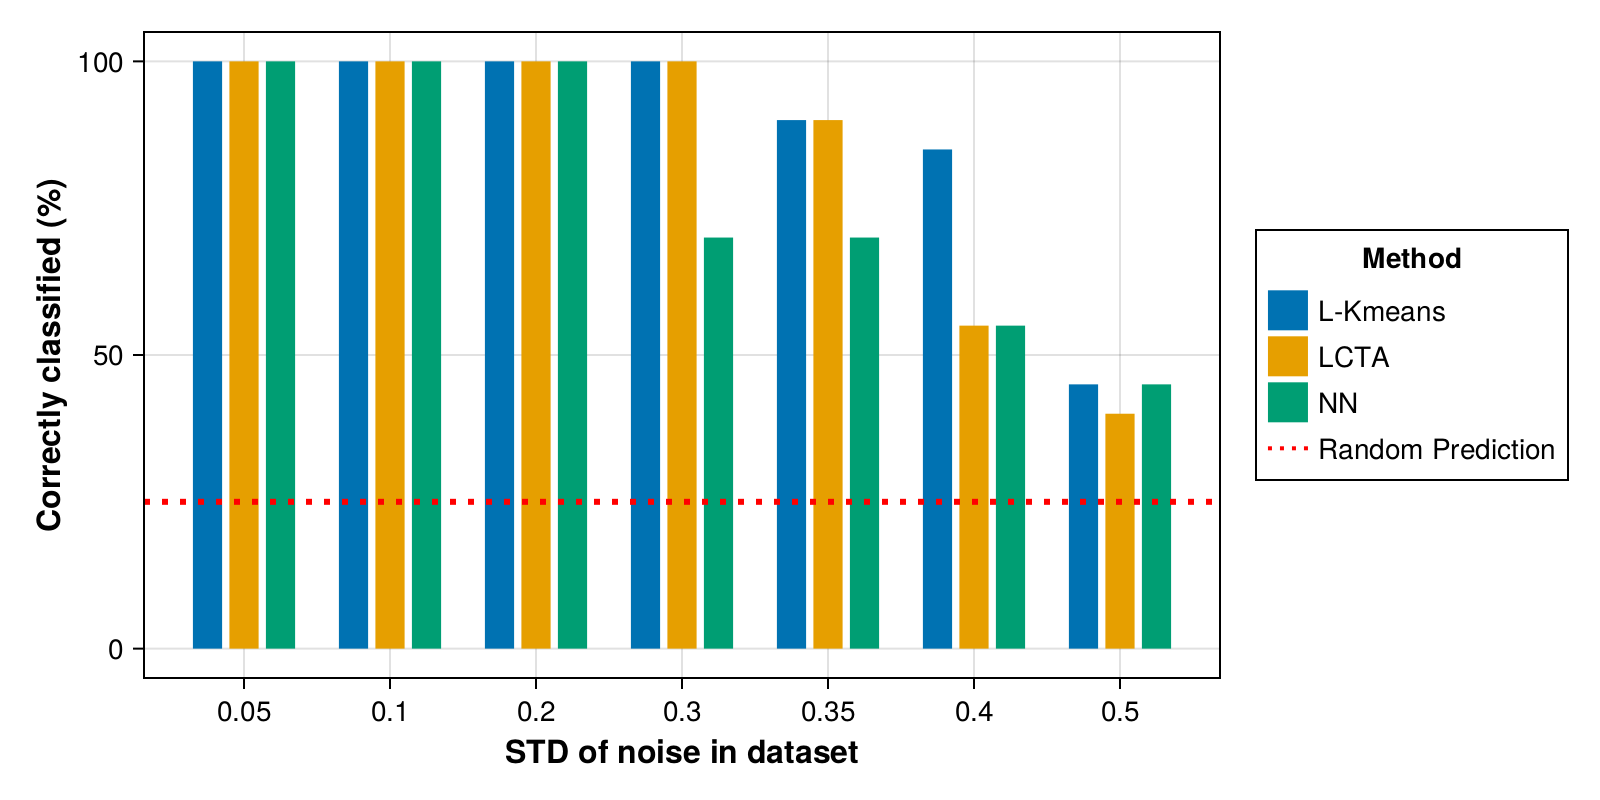 100
50
0
Correctly classified (%)
0.05 0.1 0.2 0.3 0.35 0.4 0.5
STD of noise in dataset
Method
L-Kmeans
LCTA
NN
Random Prediction